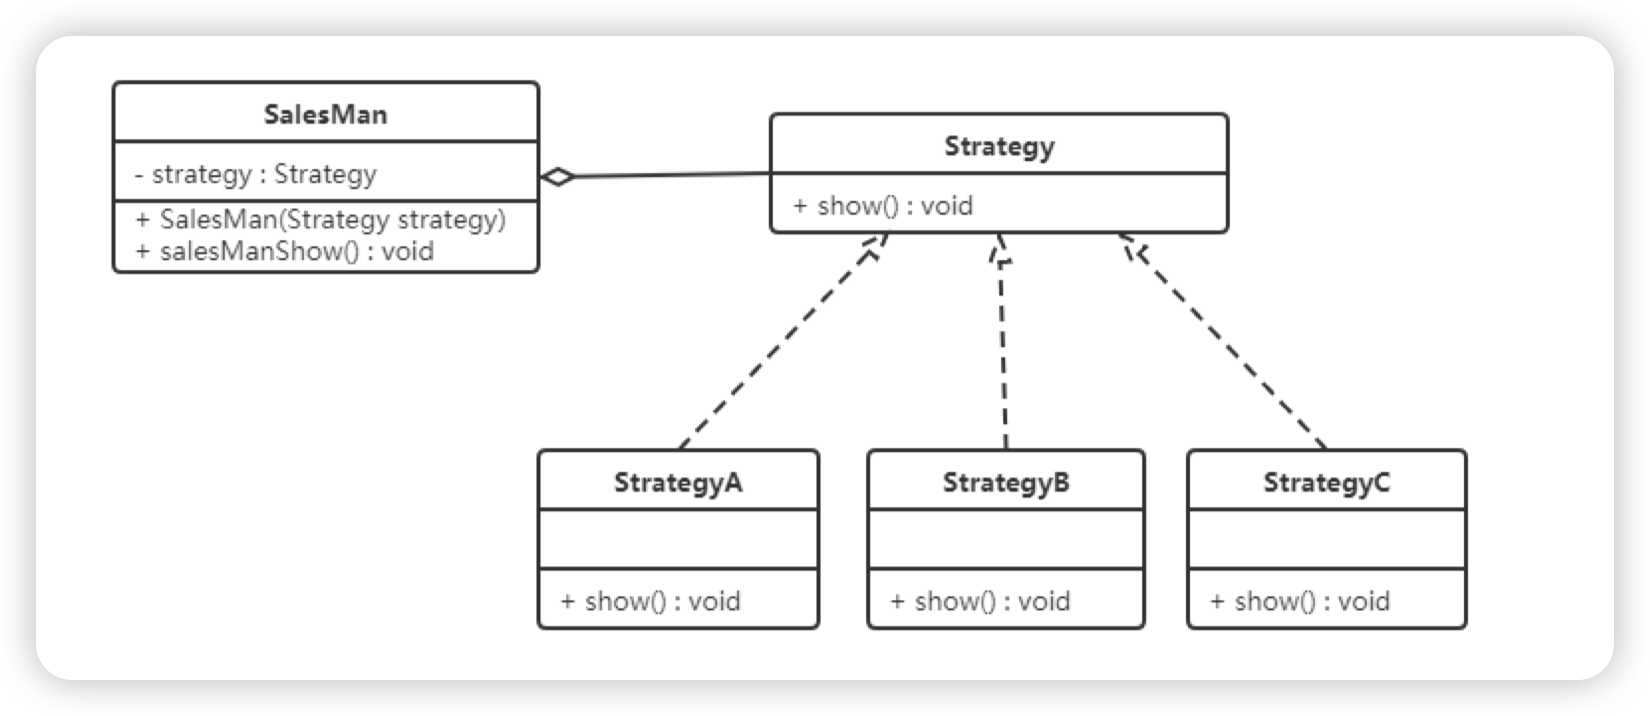 SalesMan
- strategy : Strategy
+ SalesMan(Strategy strategy)
+ salesManShow() : void
Strategy
+ show() : void
StrategyA
+ show() : void
StrategyB
+ show() : void
StrategyC
+ show() : void